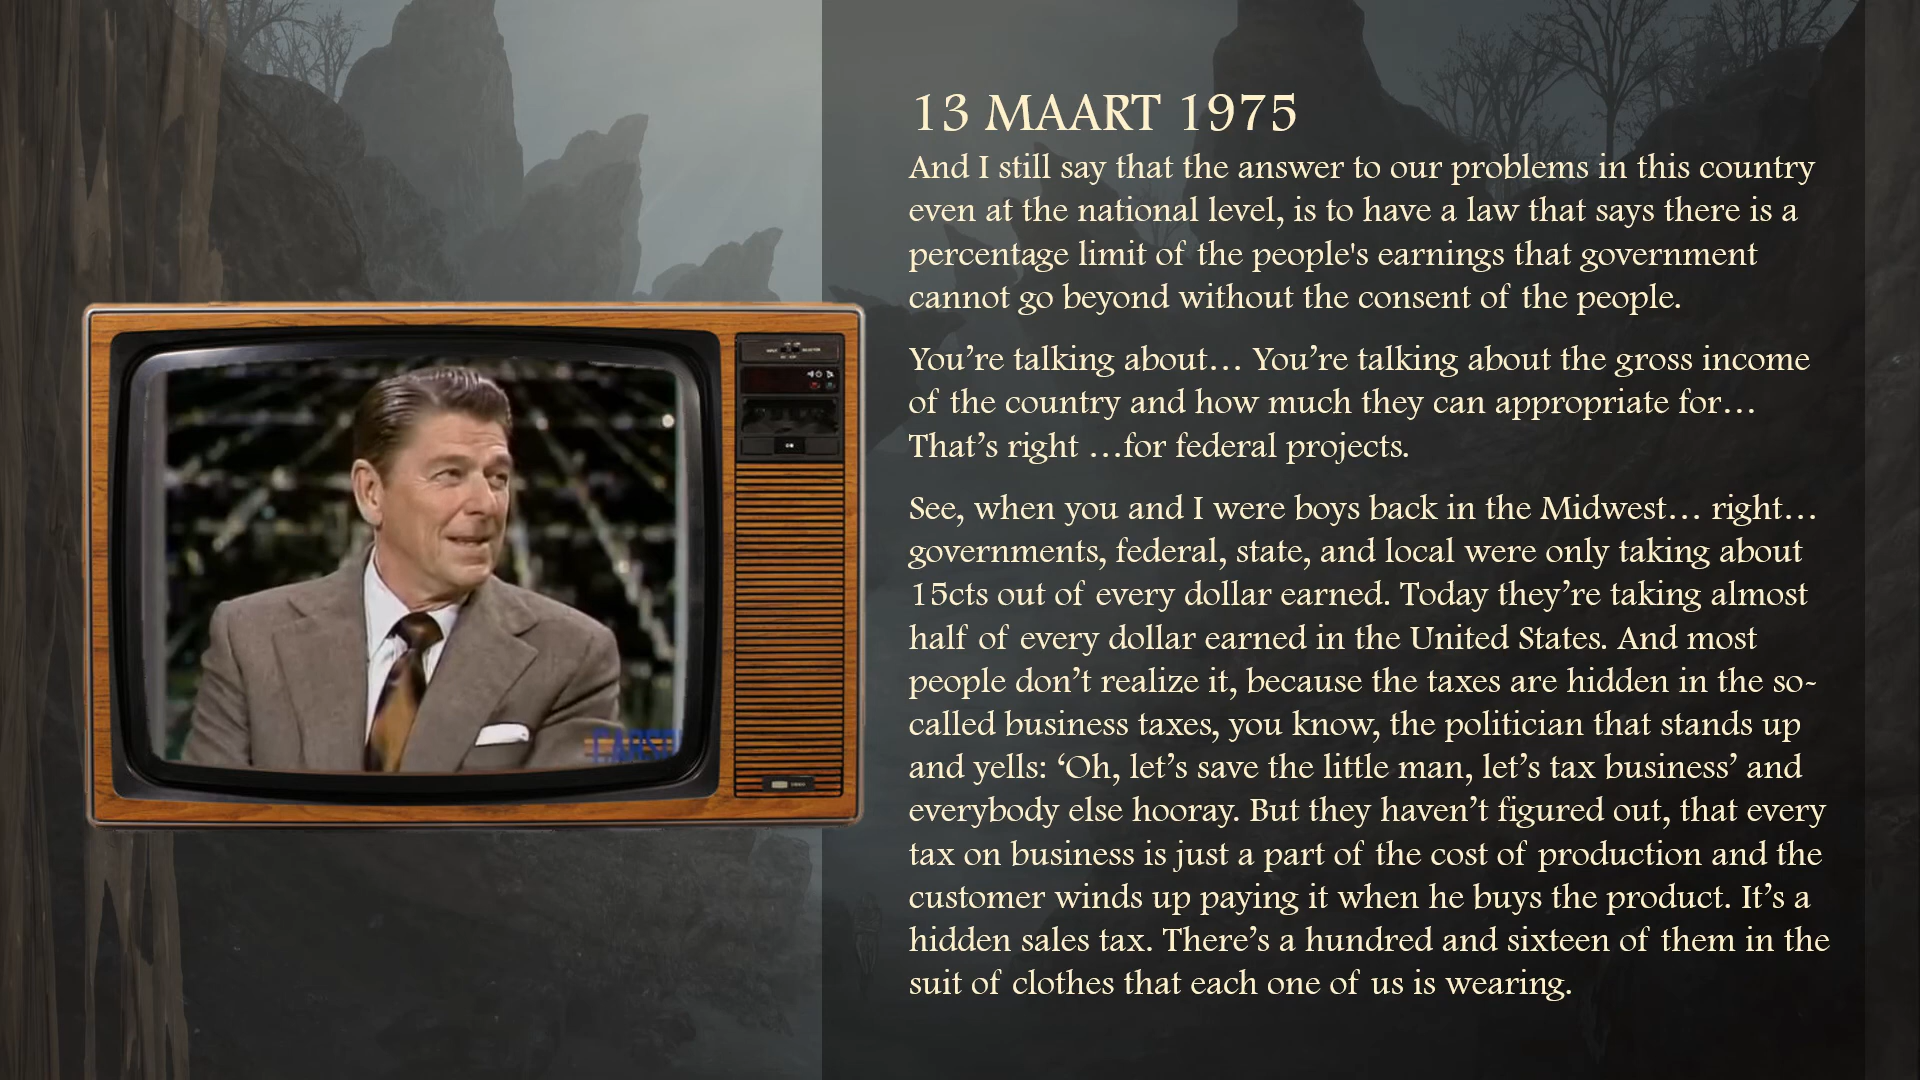 13 MAART 1975
And I still say that the answer to our problems in this country
even at the national level, is to have a law that says there is a
percentage limit of the people's earnings that government
cannot go beyond without the consent of the people.
You’re talking about… You’re talking about the gross income
of the country and how much they can appropriate for…
That’s right …for federal projects.
See, when you and I were boys back in the Midwest… right…
governments, federal, state, and local were only taking about
15cts out of every dollar earned. Today they’re taking almost
half of every dollar earned in the United States. And most
people don’t realize it, because the taxes are hidden in the so-
called business taxes, you know, the politician that stands up
and yells: ‘Oh, let’s save the little man, let’s tax business’ and
everybody else hooray. But they haven’t figured out, that every
tax on business is just a part of the cost of production and the
customer winds up paying it when he buys the product. It’s a
hidden sales tax. There’s a hundred and sixteen of them in the
suit of clothes that each one of us is wearing.